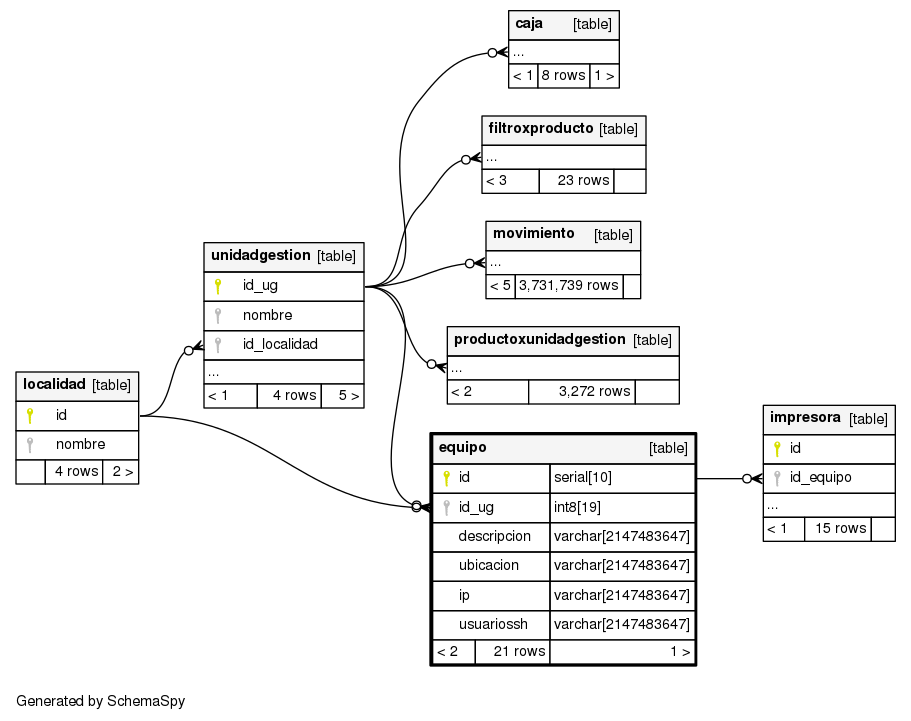 caja [table]
...
< 1 8 rows 1 >
filtroxproducto [table]
...
< 3 23 rows
movimiento [table]
...
< 5 3,731,739 rows
unidadgestion [table]
id_ug
nombre
id_localidad
...
< 1 4 rows 5 >
productoxunidadgestion [table]
...
< 2 3,272 rows
localidad [table]
id
nombre
4 rows 2 >
equipo [table]
id serial[10]
id_ug int8[19]
descripcion varchar[2147483647]
ubicacion varchar[2147483647]
ip varchar[2147483647]
usuariossh varchar[2147483647]
< 2 21 rows 1 >
impresora [table]
id
id_equipo
...
< 1 15 rows
Generated by SchemaSpy